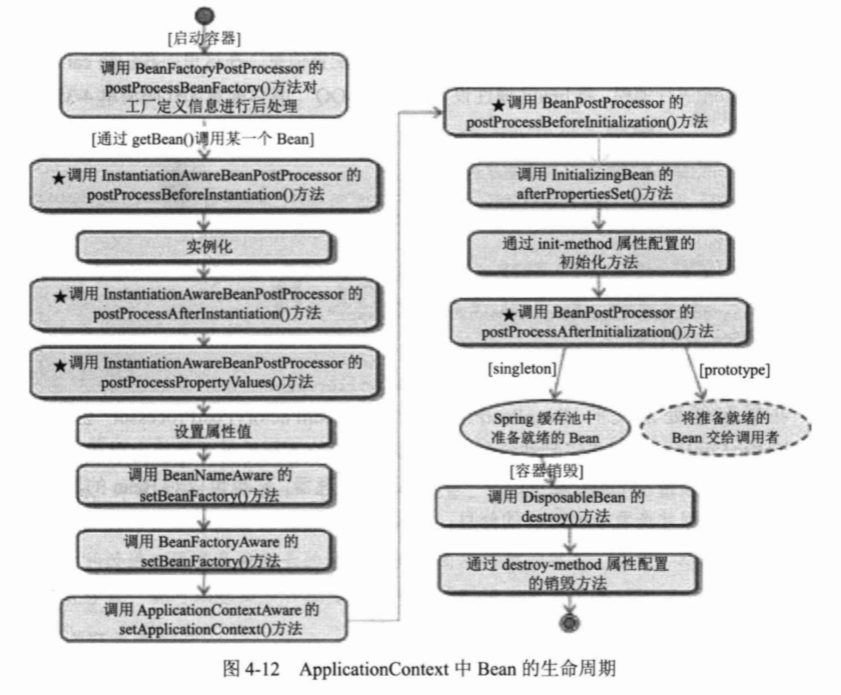 [启动容器]
调用 BeanFactoryPostProcessor 的
postProcessBeanFactory()方法对
工厂定义信息进行后处理
[通过 getBean()调用某一个 Bean]
★调用 InstantiationAwareBeanPostProcessor 的
postProcessBeforeInstantiation()方法
实例化
★调用 InstantiationAwareBeanPostProcessor 的
postProcessAfterInstantiation()方法
★调用 InstantiationAwareBeanPostProcessor 的
postProcessPropertyValues()方法
设置属性值
调用 BeanNameAware 的
setBeanFactory()方法
调用 BeanFactoryAware 的
setBeanFactory()方法
调用 ApplicationContextAware 的
setApplicationContext()方法
★调用 BeanPostProcessor 的
postProcessBeforeInitialization()方法
调用 InitializingBean 的
afterPropertiesSet()方法
通过 init-method 属性配置的
初始化方法
★调用 BeanPostProcessor 的
postProcessAfterInitialization()方法
[singleton]
[prototype]
Spring 缓存池中
准备就绪的 Bean
将准备就绪的
Bean 交给调用者
[容器销毁]
调用 DisposableBean 的
destroy()方法
通过 destroy-method 属性配置
的销毁方法
图 4-12 ApplicationContext 中 Bean 的生命周期